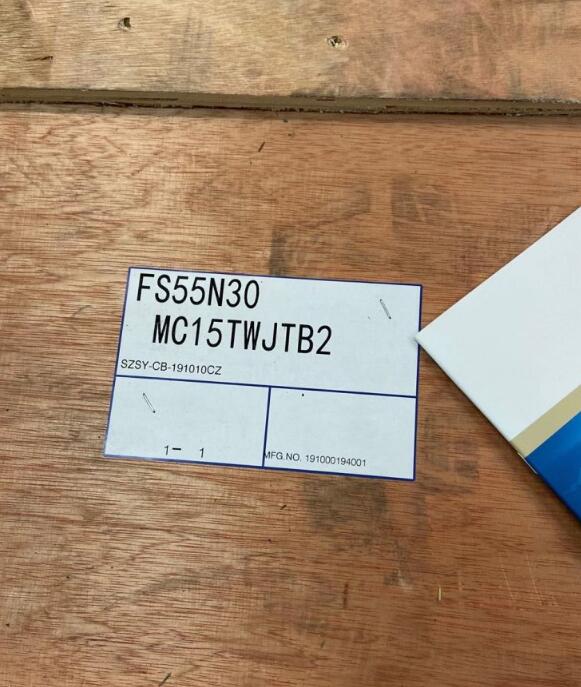 FS55N30
MC15TWJTB2
SZSY-CB-191010CZ
1- 1
MFG.NO. 191000194001